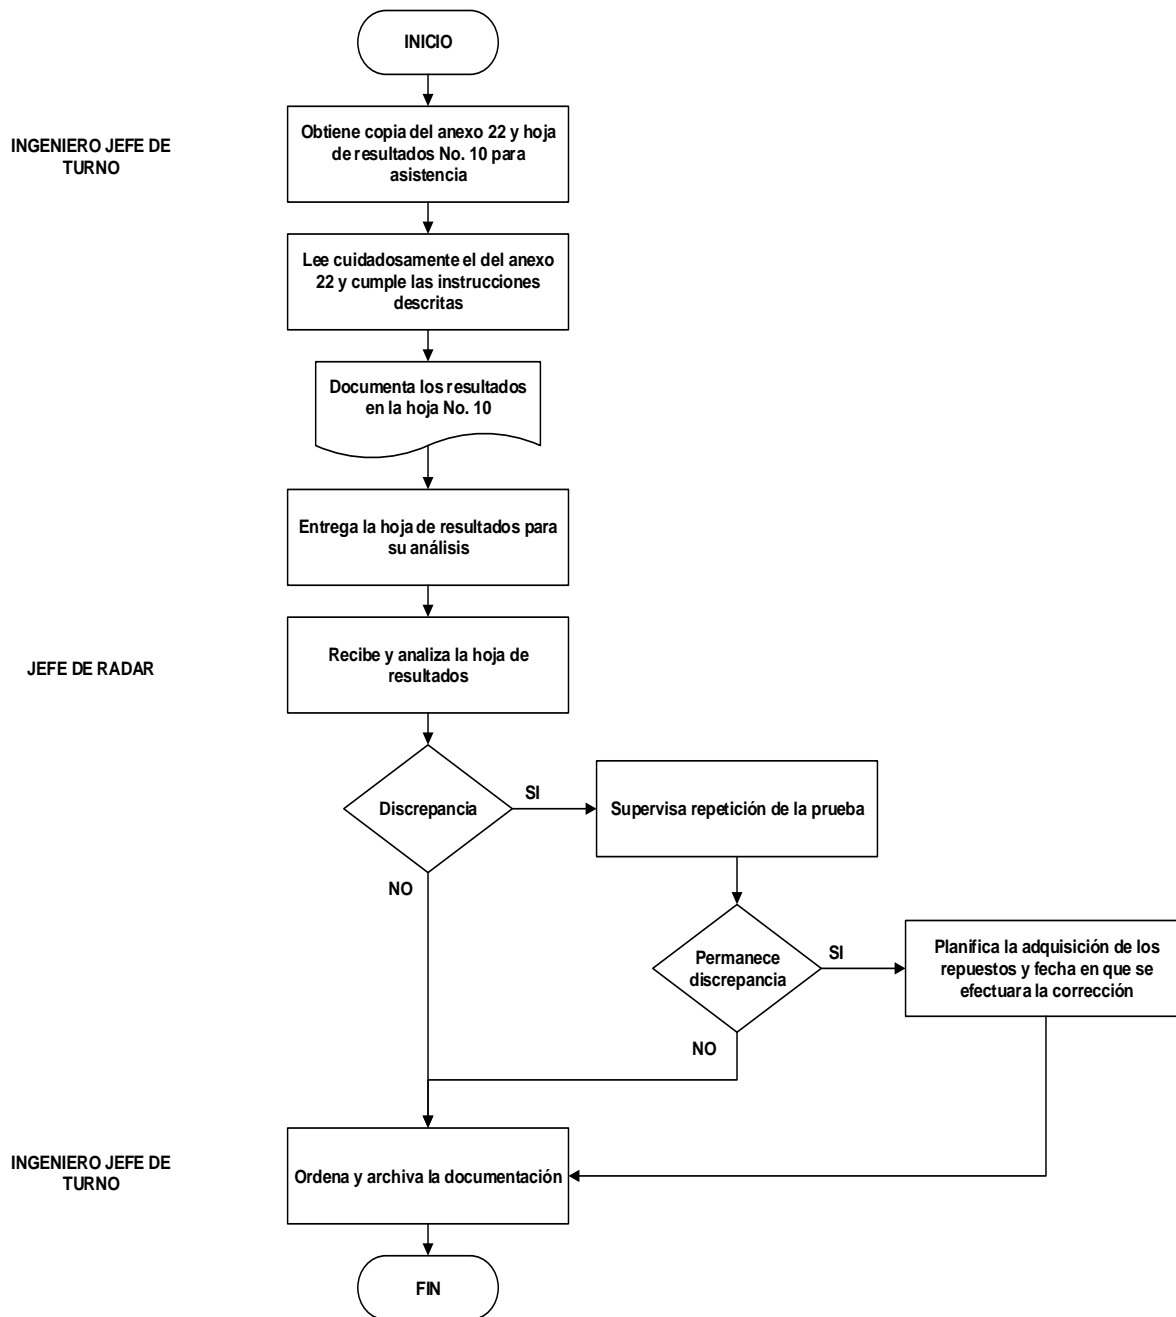 INICIO
INGENIERO JEFE DE
TURNO
Obtiene copia del anexo 22 y hoja
de resultados No. 10 para
asistencia
Lee cuidadosamente el del anexo
22 y cumple las instrucciones
descritas
Documenta los resultados
en la hoja No. 10
Entrega la hoja de resultados para
su análisis
JEFE DE RADAR
Recibe y analiza la hoja de
resultados
Discrepancia
SI
Supervisa repetición de la prueba
NO
Permanece
discrepancia
SI
Planifica la adquisición de los
repuestos y fecha en que se
efectuara la corrección
NO
INGENIERO JEFE DE
TURNO
Ordena y archiva la documentación
FIN